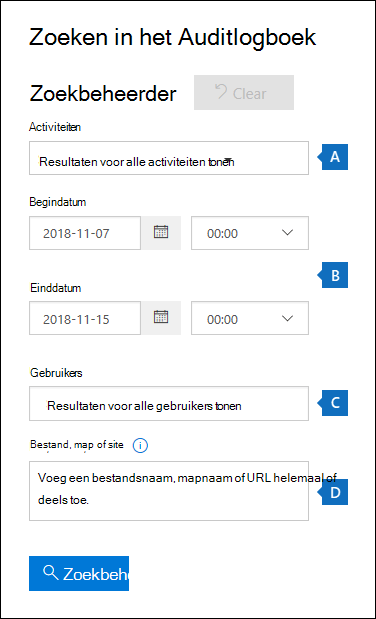 Zoeken in het Auditlogboek
Zoekbeheerder Clear
Activiteiten
Resultaten voor alle activiteiten tonen
A
Begindatum
2018-11-07 00:00
B
Einddatum
2018-11-15 00:00
Gebruikers
Resultaten voor alle gebruikers tonen
C
Bestand, map of site
Voeg een bestandsnaam, mapnaam of URL helemaal of
deels toe.
D
Zoekbehe